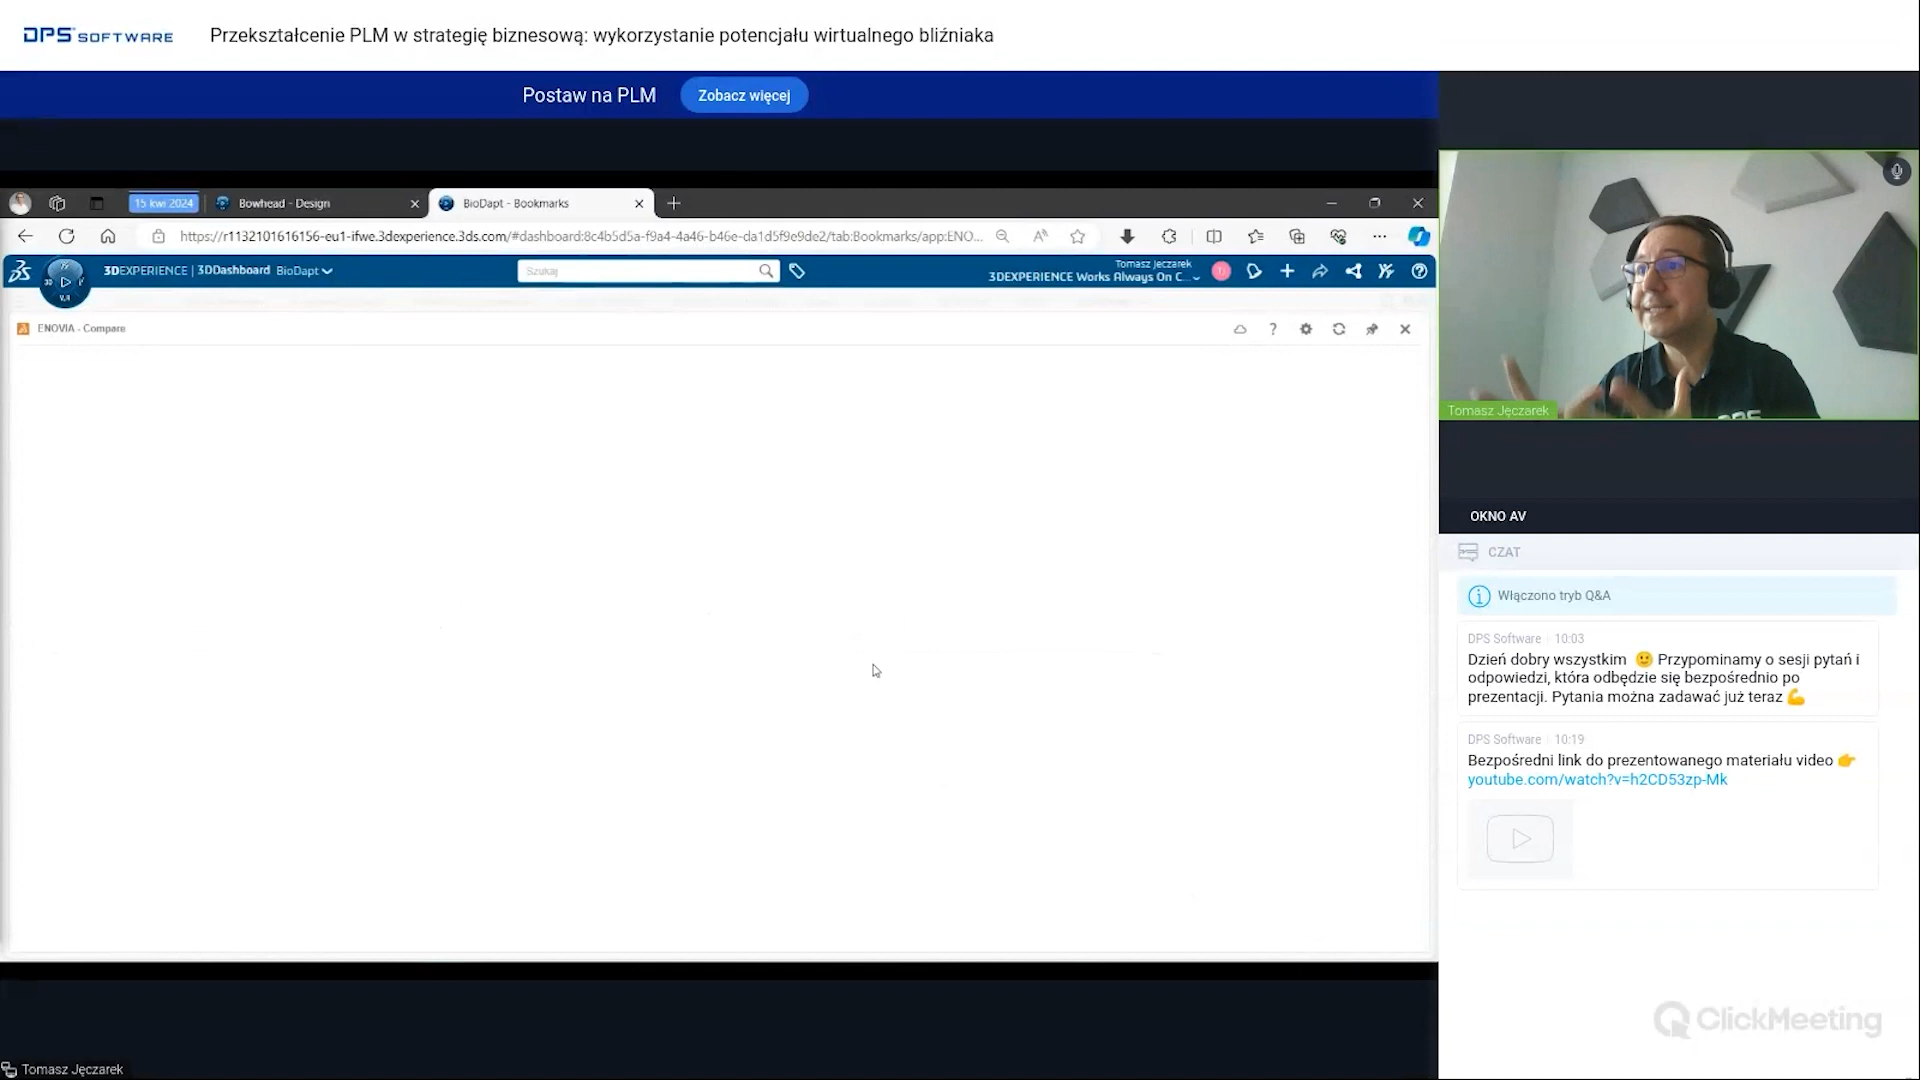 DPS SOFTWARE
Przekształcenie PLM w strategię biznesową: wykorzystanie potencjału wirtualnego bliźniaka
Postaw na PLM
Zobacz więcej
15 kwi 2024
Bowhead - Design
BioDapt - Bookmarks
https://r1132101616156-eu1-ifwe.3dexperience.3ds.com/#dashboard:8c4b5d5a-f9a4-4a46-b46e-da1d5f9e9de2/tab:Bookmarks/app:ENO...
3DEXPERIENCE | 3DDashboard BioDapt
Szukaj
Tomasz Jęczarek
3DEXPERIENCE Works Always On C...
ENOVIA - Compare
Tomasz Jęczarek
OKNO AV
CZAT
Włączono tryb Q&A
DPS Software 10:03
Dzień dobry wszystkim 🙂 Przypominamy o sesji pytań i
odpowiedzi, która odbędzie się bezpośrednio po
prezentacji. Pytania można zadawać już teraz 💪
DPS Software 10:19
Bezpośredni link do prezentowanego materiału video 👉
youtube.com/watch?v=h2CD53zp-Mk
ClickMeeting
Tomasz Jęczarek